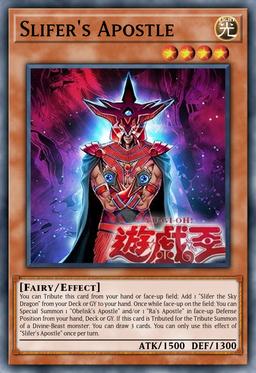 Slifer's Apostle
光
YU-GI-OH!
遊戯王
[Fairy/Effect]
You can Tribute this card from your hand or face-up field: Add 1 "Slifer the Sky
Dragon" from your Deck or GY to your hand. Once while face-up on the field: You can
Special Summon 1 "Obelisk's Apostle" and/or 1 "Ra's Apostle" in face-up Defense
Position from your hand, Deck or GY. If this card is Tributed for the Tribute Summon
of a Divine-Beast monster: You can draw 3 cards. You can only use this effect of
"Slifer's Apostle" once per turn.
ATK/1500 DEF/1300